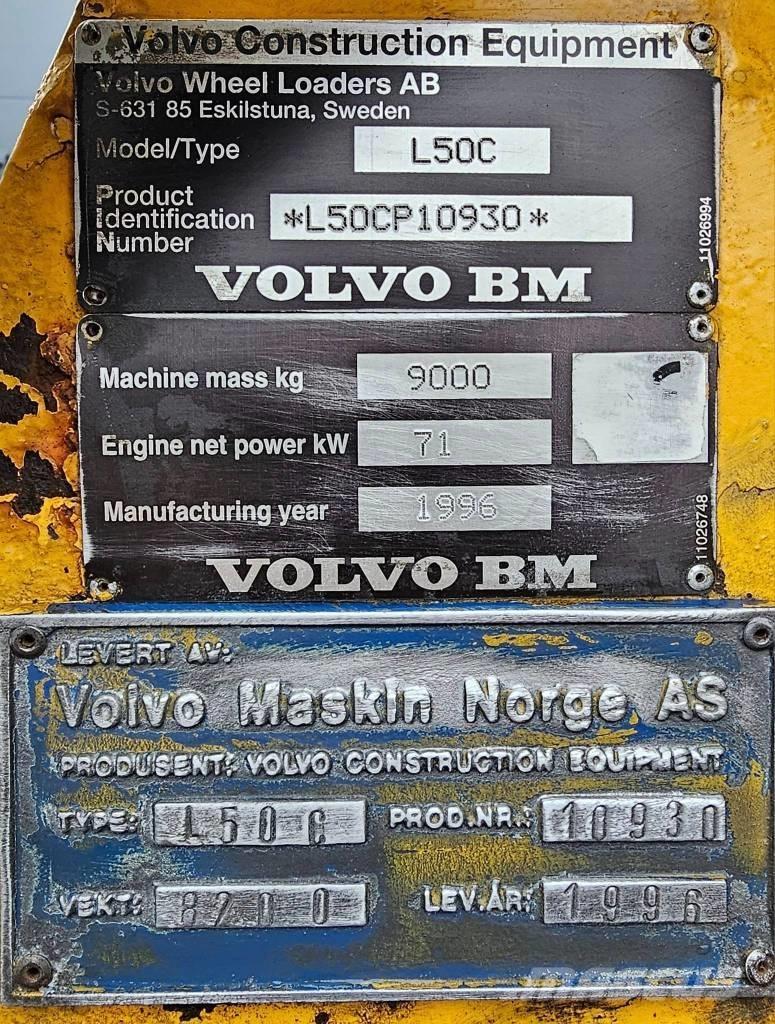 Volvo Construction Equipment
Volvo Wheel Loaders AB
S-631 85 Eskilstuna, Sweden
Model/Type L50C
Product
Identification
Number
*L50CP10930*
11026994
VOLVO BM
Machine mass kg 9000
Engine net power kW 71
Manufacturing year 1996
11026748
VOLVO BM
LEVERT AV:
Volvo Maskin Norge AS
PRODUSENT: VOLVO CONSTRUCTION EQUIPMENT
TYPE: L50C PROD.NR.: 10930
VEKT: LEV.ÅR: 1996